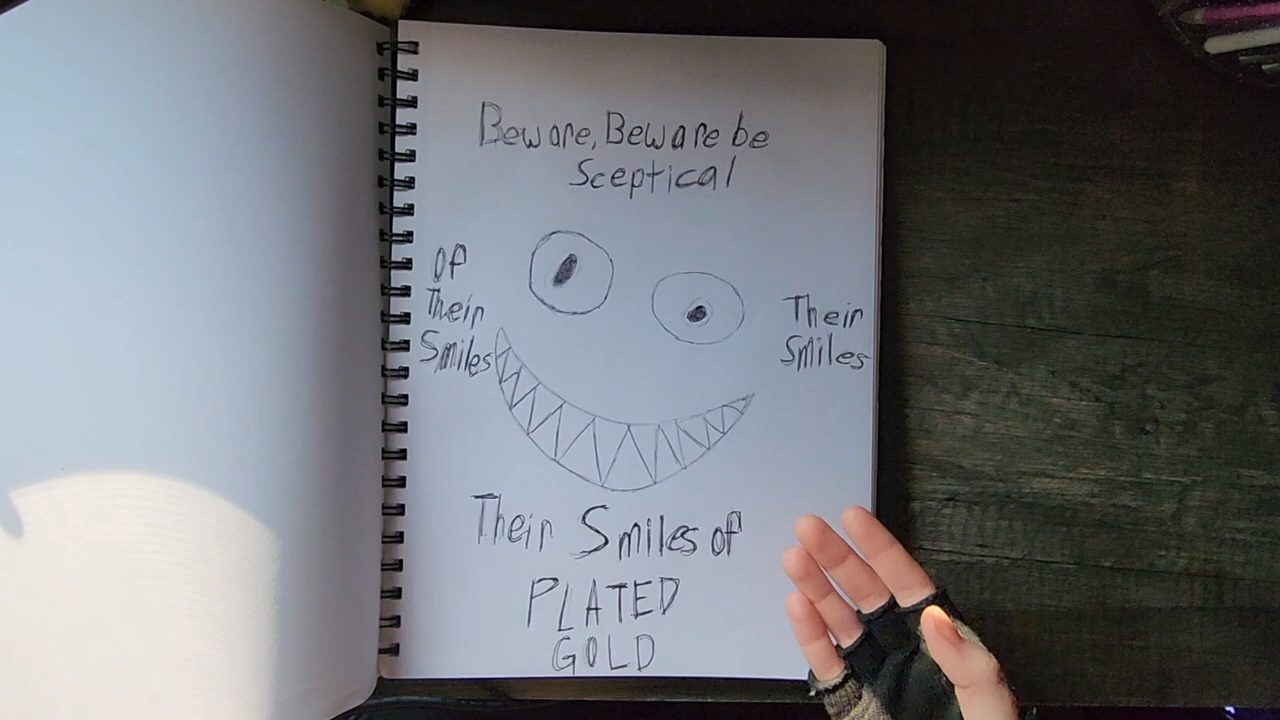 Beware, Beware be
Sceptical
Of
Their
Smiles
Their
Smiles
Their Smiles of
PLATED
GOLD